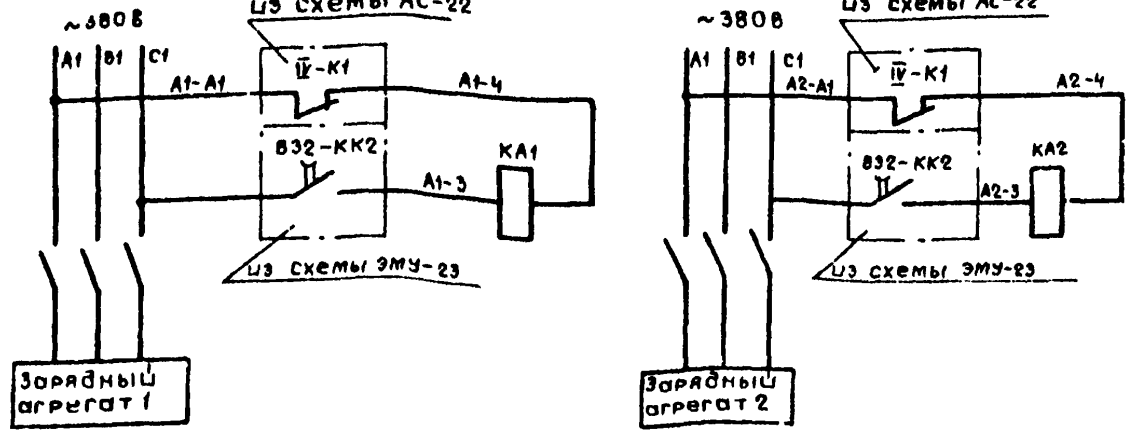 из схемы АС-22
~380В
А1 В1 С1
А1-А1
IV-К1
А1-4
ВЭ2-КК2
А1-3
КА1
из схемы ЭМУ-23
Зарядный
агрегат 1
из схемы АС-22
~380В
А1 В1 С1
А2-А1
IV-К1
А2-4
ВЭ2-КК2
А2-3
КА2
из схемы ЭМУ-23
Зарядный
агрегат 2